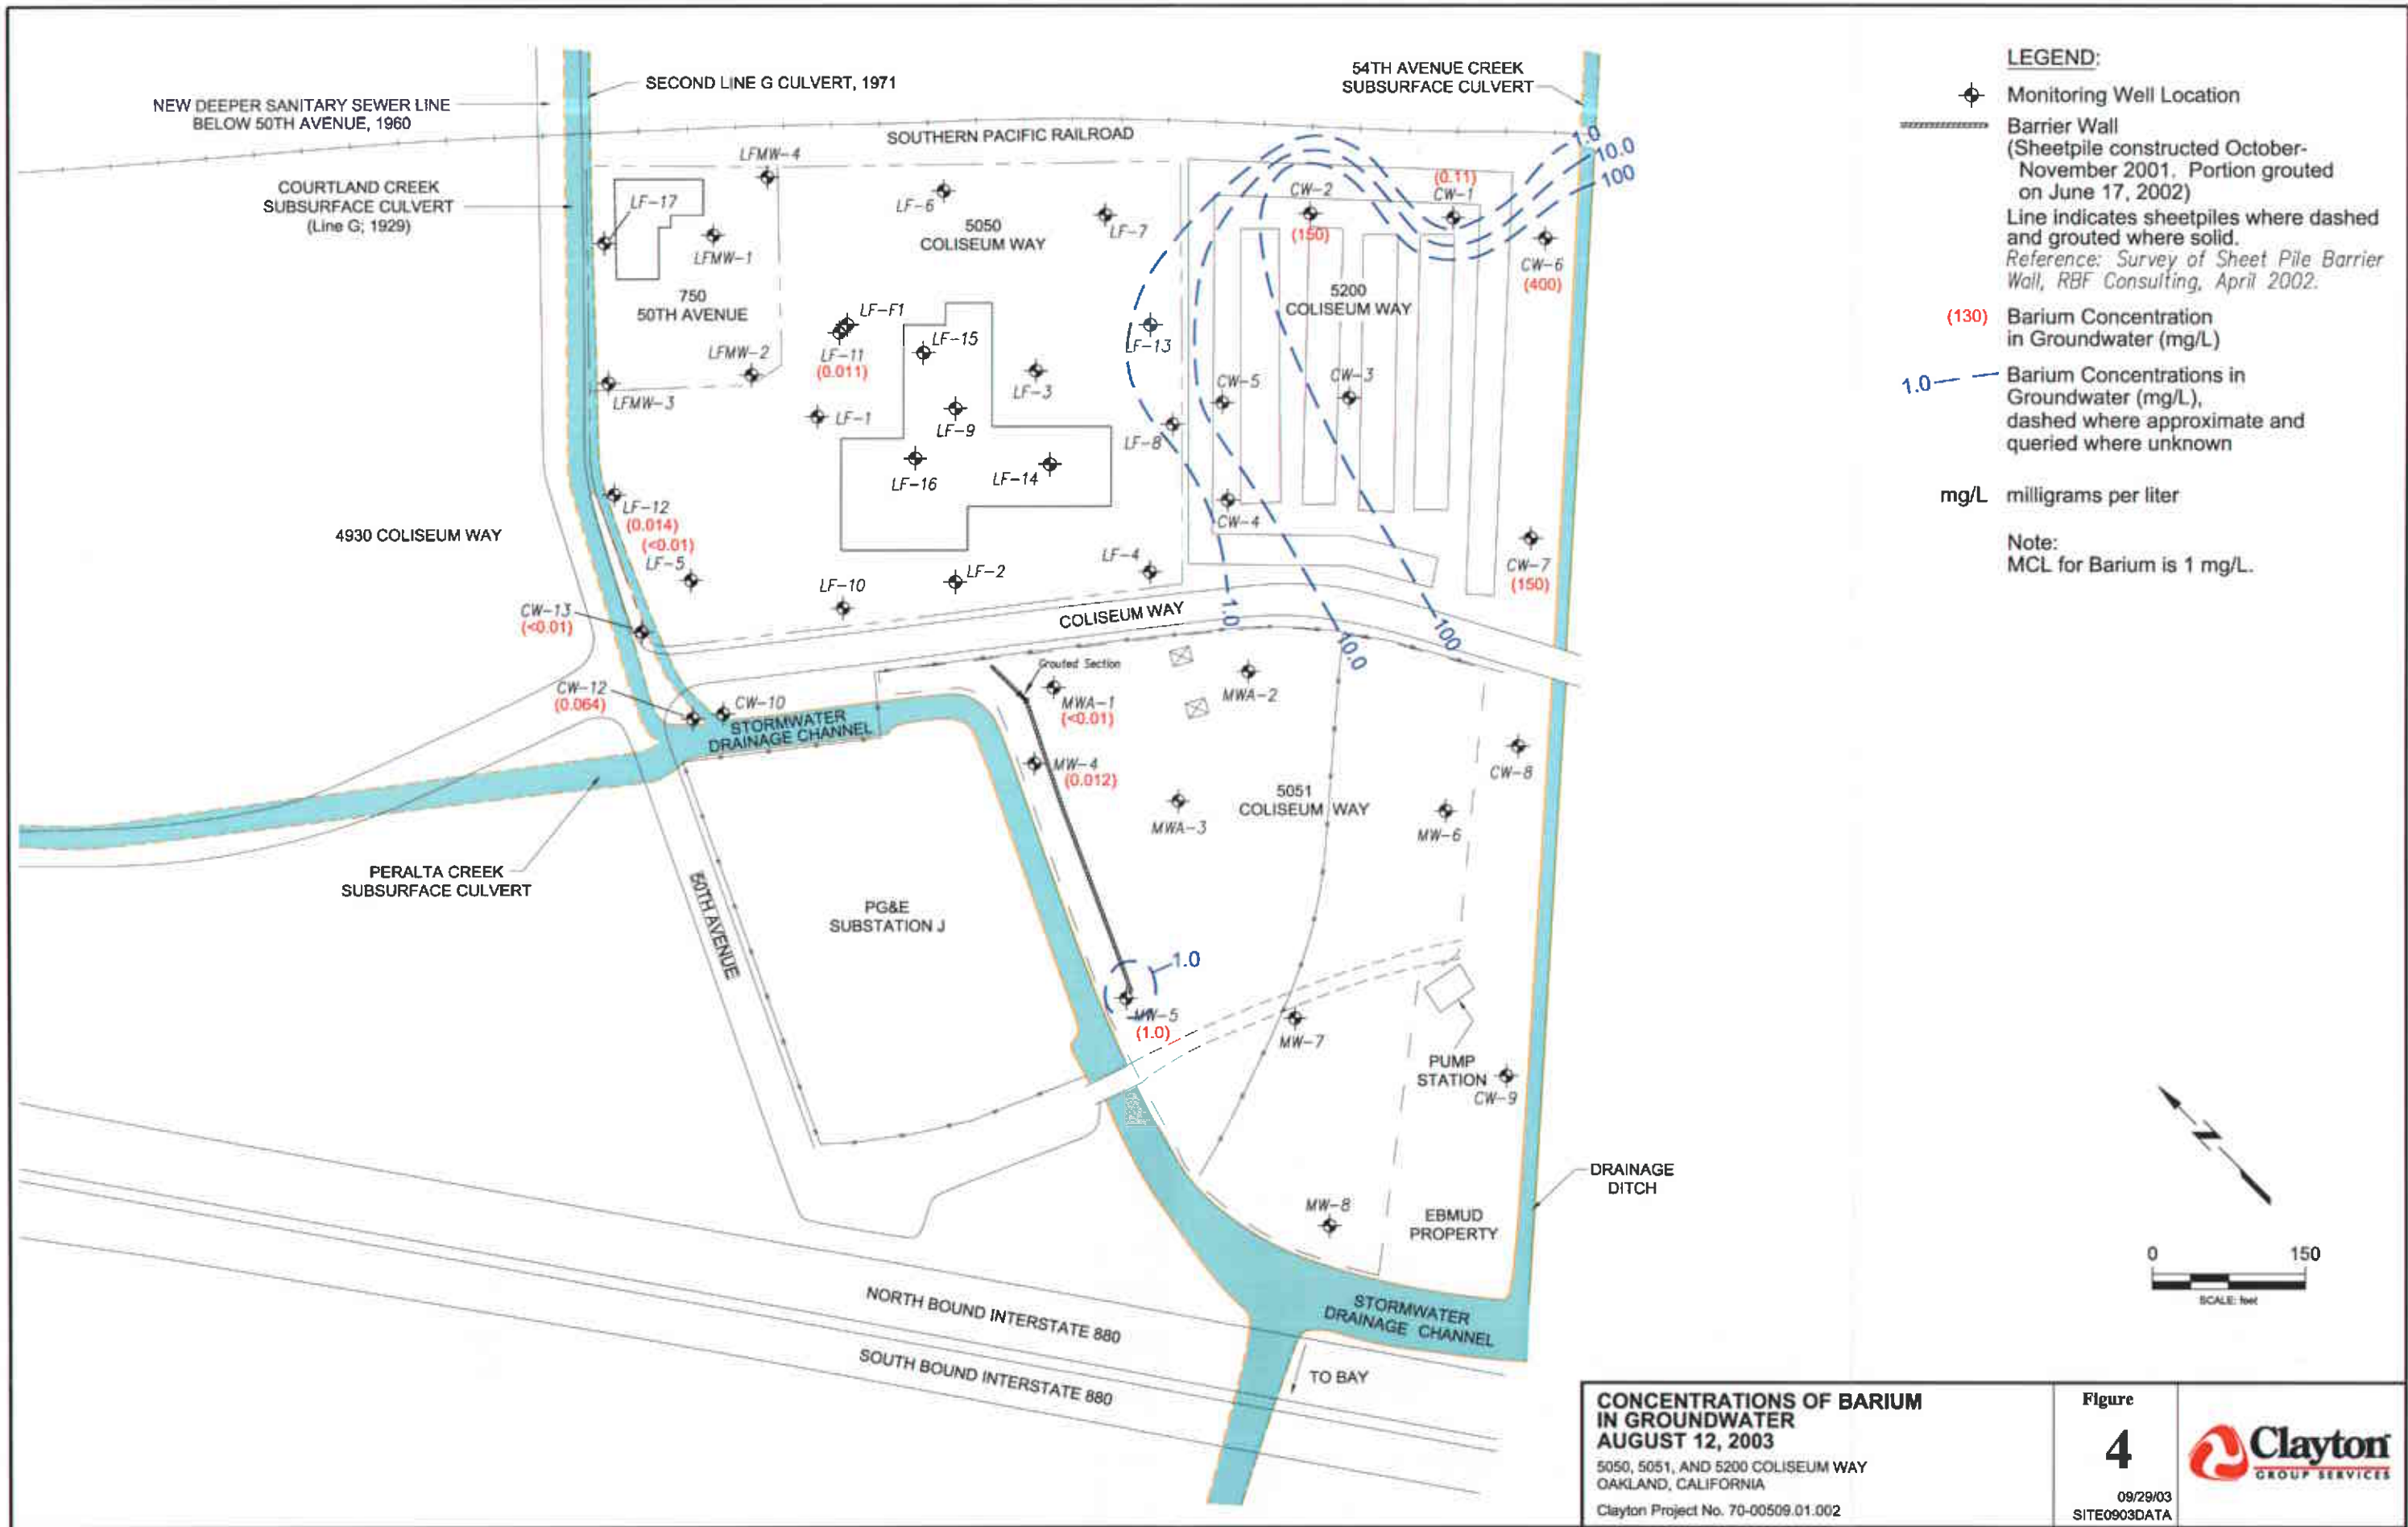 SECOND LINE G CULVERT, 1971
54TH AVENUE CREEK
SUBSURFACE CULVERT
NEW DEEPER SANITARY SEWER LINE
BELOW 50TH AVENUE, 1960
SOUTHERN PACIFIC RAILROAD
COURTLAND CREEK
SUBSURFACE CULVERT
(Line G; 1929)
LFMW-4
LF-17
LFMW-1
750
50TH AVENUE
LFMW-2
LFMW-3
LF-6
5050
COLISEUM WAY
LF-7
LF-F1
LF-11
(0.011)
LF-15
LF-3
LF-1
LF-9
LF-16
LF-14
LF-13
LF-8
1.0
10.0
100
CW-2
(150)
(0.11)
CW-1
CW-6
(400)
5200
COLISEUM WAY
CW-5
CW-3
CW-4
CW-7
(150)
LF-12
(0.014)
(<0.01)
LF-5
4930 COLISEUM WAY
LF-10
LF-2
LF-4
CW-13
(<0.01)
COLISEUM WAY
1.0
10.0
100
CW-12
(0.064)
CW-10
STORMWATER
DRAINAGE CHANNEL
Grouted Section
MWA-1
(<0.01)
MWA-2
MW-4
(0.012)
MWA-3
5051
COLISEUM WAY
CW-8
MW-6
PERALTA CREEK
SUBSURFACE CULVERT
50TH AVENUE
PG&E
SUBSTATION J
1.0
MW-5
(1.0)
MW-7
PUMP
STATION
CW-9
DRAINAGE
DITCH
MW-8
EBMUD
PROPERTY
STORMWATER
DRAINAGE CHANNEL
NORTH BOUND INTERSTATE 880
SOUTH BOUND INTERSTATE 880
TO BAY
LEGEND:
Monitoring Well Location
Barrier Wall
(Sheetpile constructed October-
November 2001. Portion grouted
on June 17, 2002)
Line indicates sheetpiles where dashed
and grouted where solid.
Reference: Survey of Sheet Pile Barrier
Wall, RBF Consulting, April 2002.
(130) Barium Concentration
in Groundwater (mg/L)
1.0 Barium Concentrations in
Groundwater (mg/L),
dashed where approximate and
queried where unknown
mg/L milligrams per liter
Note:
MCL for Barium is 1 mg/L.
Z
0 150
SCALE: feet
CONCENTRATIONS OF BARIUM
IN GROUNDWATER
AUGUST 12, 2003
5050, 5051, AND 5200 COLISEUM WAY
OAKLAND, CALIFORNIA
Clayton Project No. 70-00509.01.002
Figure
4
09/29/03
SITE0903DATA
Clayton
GROUP SERVICES